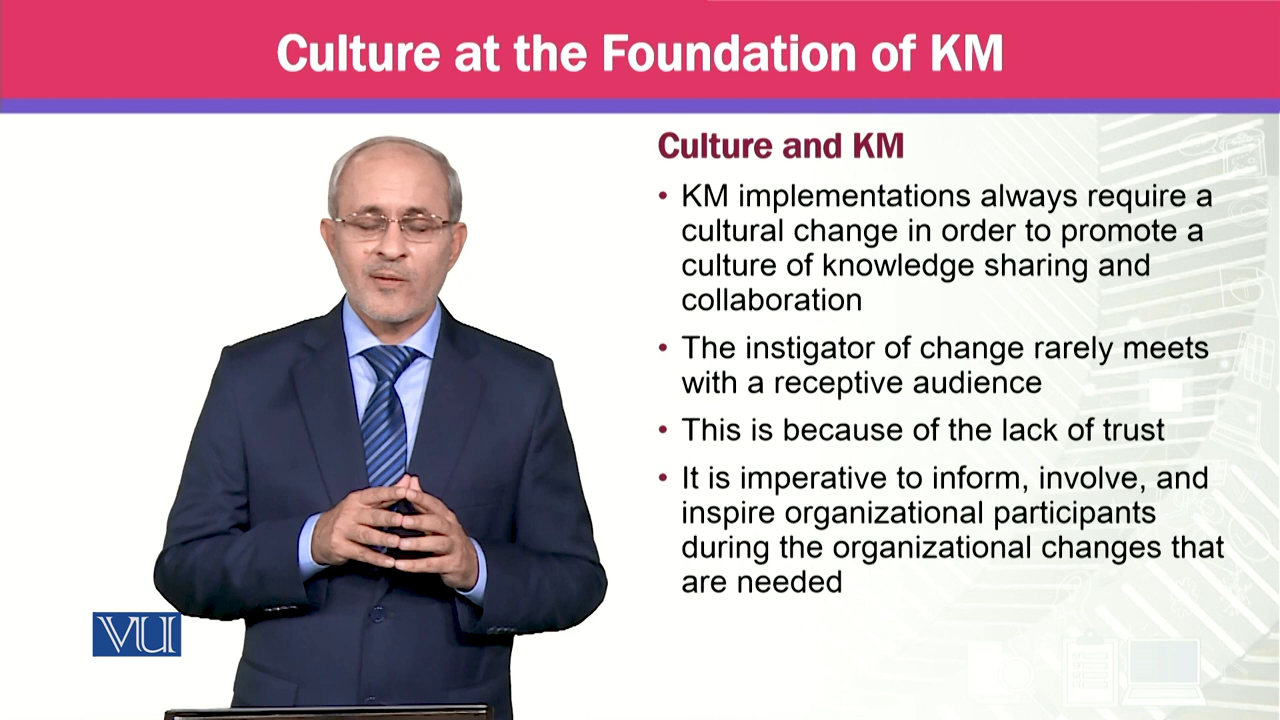 Culture at the Foundation of KM
Culture and KM
• KM implementations always require a
cultural change in order to promote a
culture of knowledge sharing and
collaboration
• The instigator of change rarely meets
with a receptive audience
• This is because of the lack of trust
• It is imperative to inform, involve, and
inspire organizational participants
during the organizational changes that
are needed
VU